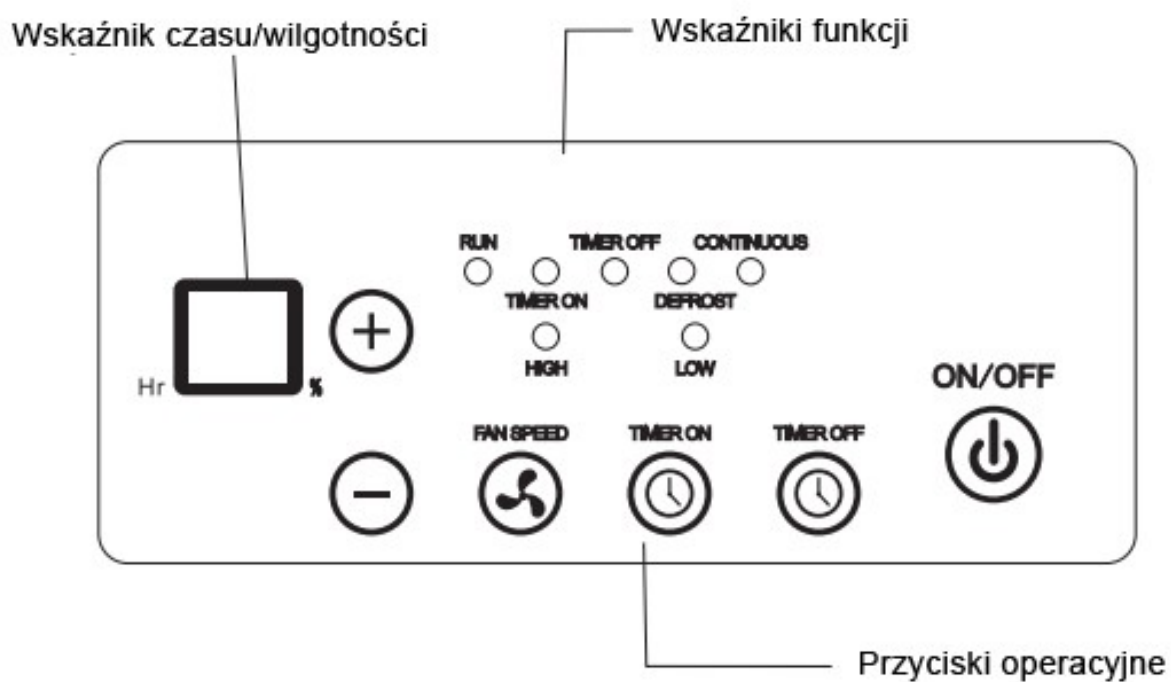 Wskaźnik czasu/wilgotności
Wskaźniki funkcji
RUN TIMER OFF CONTINUOUS
TIMER ON DEFROST
HIGH LOW
Hr %
ON/OFF
FAN SPEED TIMER ON TIMER OFF
Przyciski operacyjne